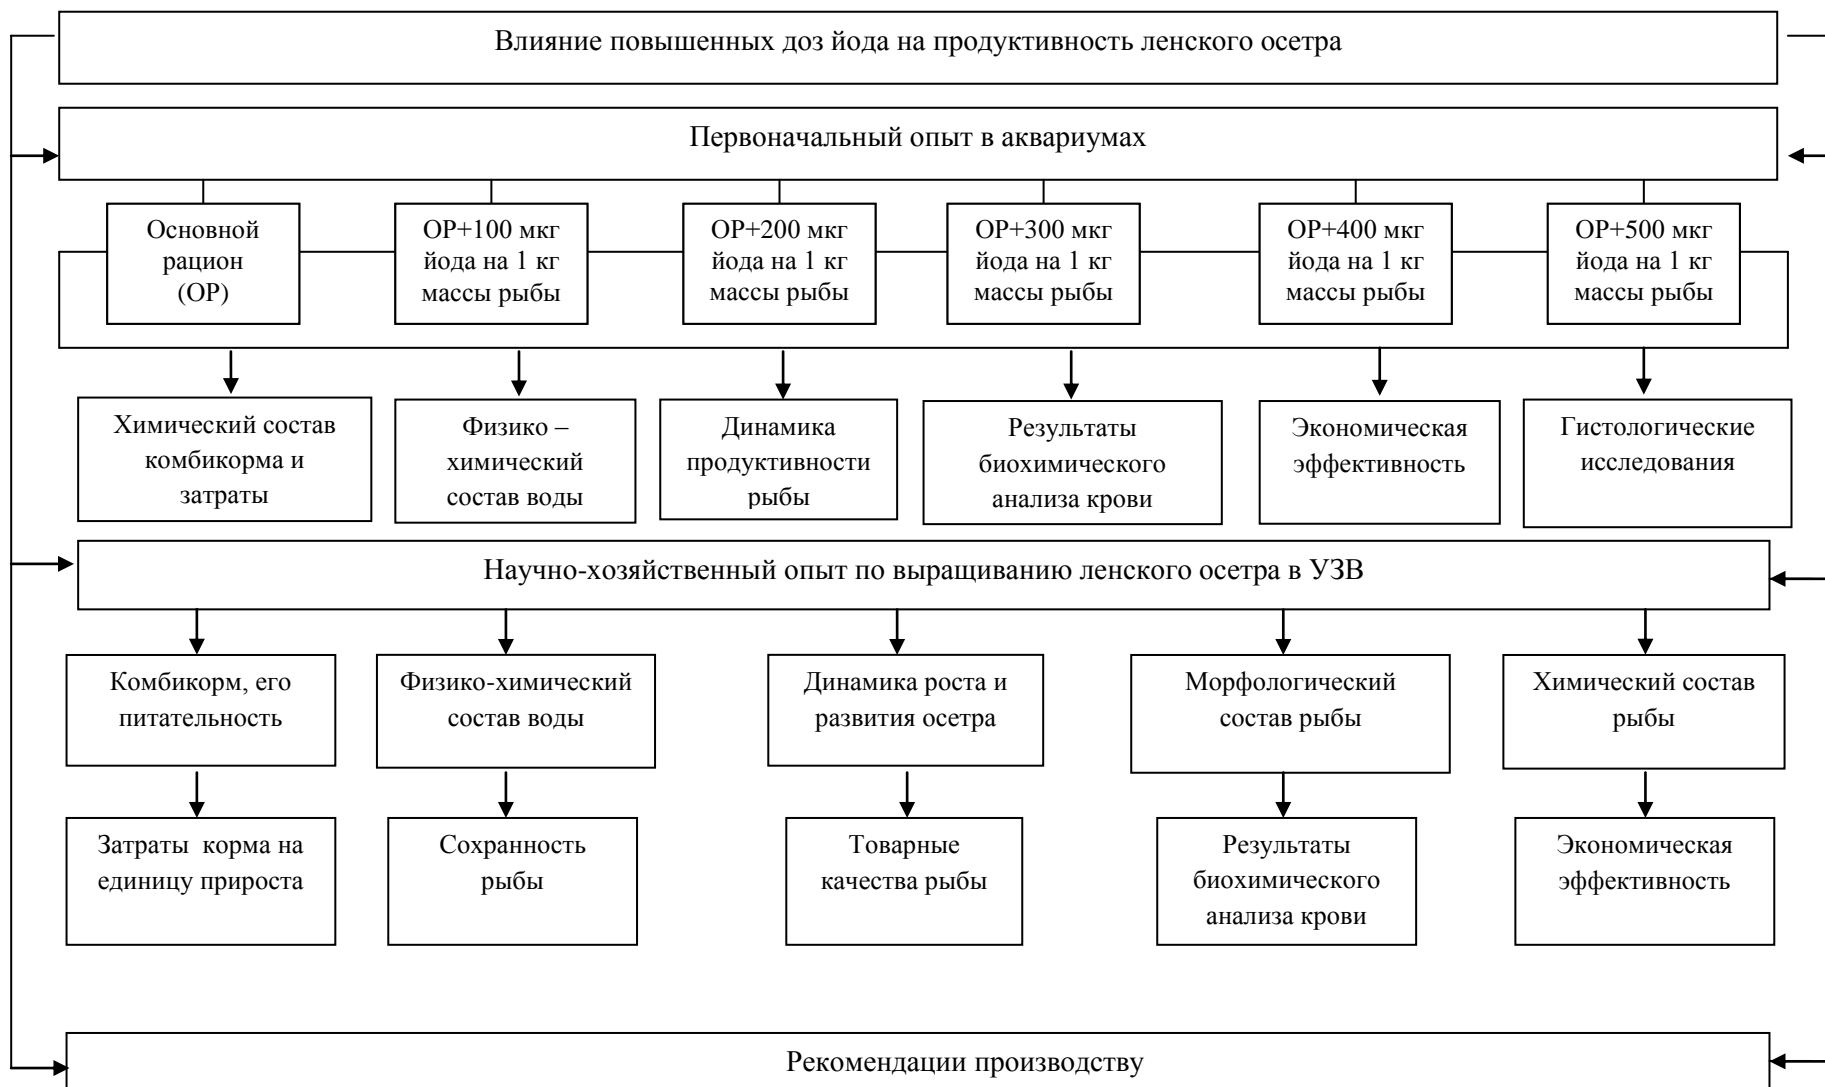 Влияние повышенных доз йода на продуктивность ленского осетра
Первоначальный опыт в аквариумах
Основной
рацион
(ОР)
ОР+100 мкг
йода на 1 кг
массы рыбы
ОР+200 мкг
йода на 1 кг
массы рыбы
ОР+300 мкг
йода на 1 кг
массы рыбы
ОР+400 мкг
йода на 1 кг
массы рыбы
ОР+500 мкг
йода на 1 кг
массы рыбы
Химический состав
комбикорма и
затраты
Физико –
химический
состав воды
Динамика
продуктивности
рыбы
Результаты
биохимического
анализа крови
Экономическая
эффективность
Гистологические
исследования
Научно-хозяйственный опыт по выращиванию ленского осетра в УЗВ
Комбикорм, его
питательность
Физико-химический
состав воды
Динамика роста и
развития осетра
Морфологический
состав рыбы
Химический состав
рыбы
Затраты корма на
единицу прироста
Сохранность
рыбы
Товарные
качества рыбы
Результаты
биохимического
анализа крови
Экономическая
эффективность
Рекомендации производству